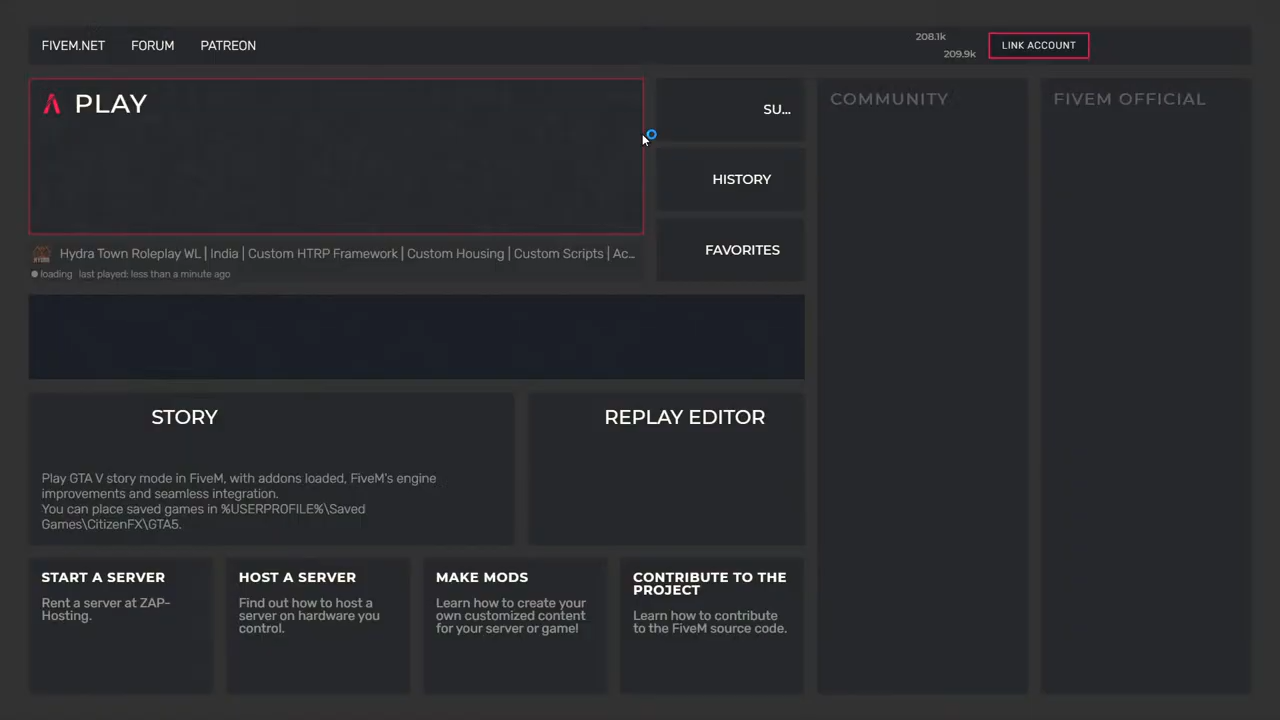 FIVEM.NET FORUM PATREON
208.1k
209.9k
LINK ACCOUNT
PLAY
SU...
HISTORY
FAVORITES
Hydra Town Roleplay WL | India | Custom HTRP Framework | Custom Housing | Custom Scripts | Ac...
loading last played: less than a minute ago
COMMUNITY
FIVEM OFFICIAL
STORY
Play GTA V story mode in FiveM, with addons loaded, FiveM's engine
improvements and seamless integration.
You can place saved games in %USERPROFILE%\Saved
Games\CitizenFX\GTA5.
REPLAY EDITOR
START A SERVER
Rent a server at ZAP-
Hosting.
HOST A SERVER
Find out how to host a
server on hardware you
control.
MAKE MODS
Learn how to create your
own customized content
for your server or game!
CONTRIBUTE TO THE
PROJECT
Learn how to contribute
to the FiveM source code.